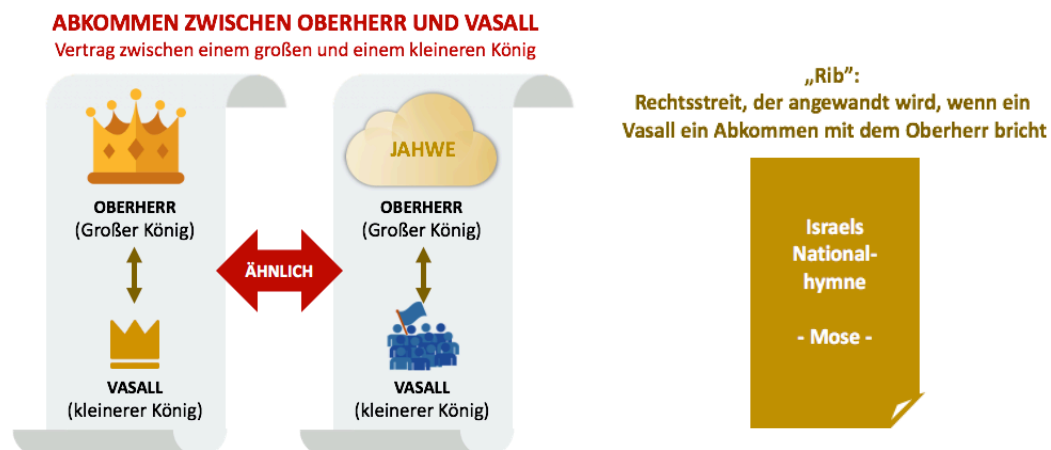 ABKOMMEN ZWISCHEN OBERHERR UND VASALL
Vertrag zwischen einem großen und einem kleineren König
OBERHERR
(Großer König)
VASALL
(kleinerer König)
ÄHNLICH
JAHWE
OBERHERR
(Großer König)
VASALL
(kleinerer König)
„Rib”:
Rechtsstreit, der angewandt wird, wenn ein
Vasall ein Abkommen mit dem Oberherr bricht
Israels
National-
hymne
- Mose -